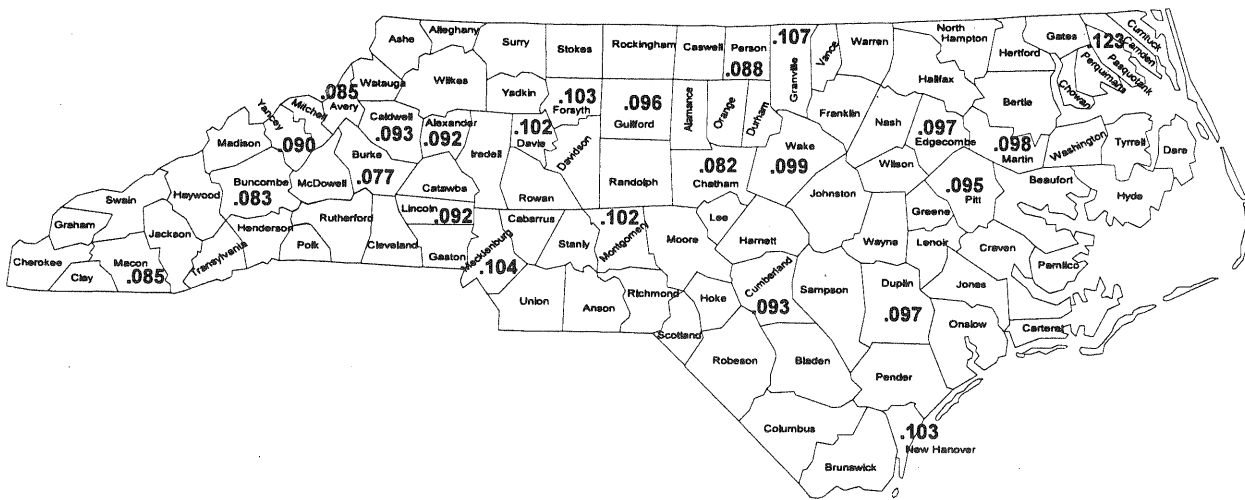 Ashe
Alleghany
Surry
Stokes
Rockingham
Caswell
Person
.088
.107
Granville
Vance
Warren
North
Hampton
Hertford
Gates
.123
Currituck
Camden
Pasquotank
Perquimans
Chowan
Watauga
Wilkes
Yadkin
.103
Forsyth
.096
Guilford
Alamance
Orange
Durham
Franklin
Halifax
Bertie
.085
Avery
Mitchell
Yancey
.090
Caldwell
.093
Alexander
.092
Iredell
.102
Davie
Davidson
Nash
.097
Edgecombe
.098
Martin
Washington
Tyrrell
Dare
Madison
Buncombe
.083
McDowell
Burke
.077
Catawba
Rowan
Randolph
.082
Chatham
Wake
.099
Johnston
Wilson
.095
Pitt
Beaufort
Hyde
Swain
Haywood
Graham
Jackson
Cherokee
Clay
Macon
.085
Transylvania
Henderson
Polk
Rutherford
Cleveland
Lincoln
.092
Gaston
Mecklenburg
.104
Cabarrus
Stanly
.102
Montgomery
Moore
Lee
Harnett
Wayne
Greene
Lenoir
Craven
Pamlico
Jones
Union
Anson
Richmond
Scotland
Hoke
Cumberland
.093
Sampson
Duplin
.097
Onslow
Carteret
Robeson
Bladen
Pender
Columbus
Brunswick
.103
New Hanover